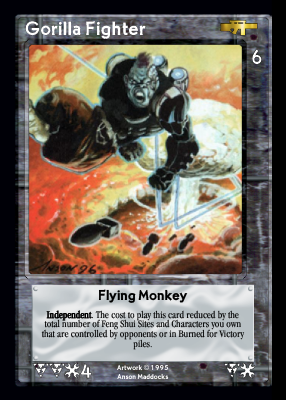 Gorilla Fighter
6
ANSON 96
Flying Monkey
Independent. The cost to play this card reduced by the
total number of Feng Shui Sites and Characters you own
that are controlled by opponents or in Burned for Victory
piles.
4
Artwork © 1995
Anson Maddocks